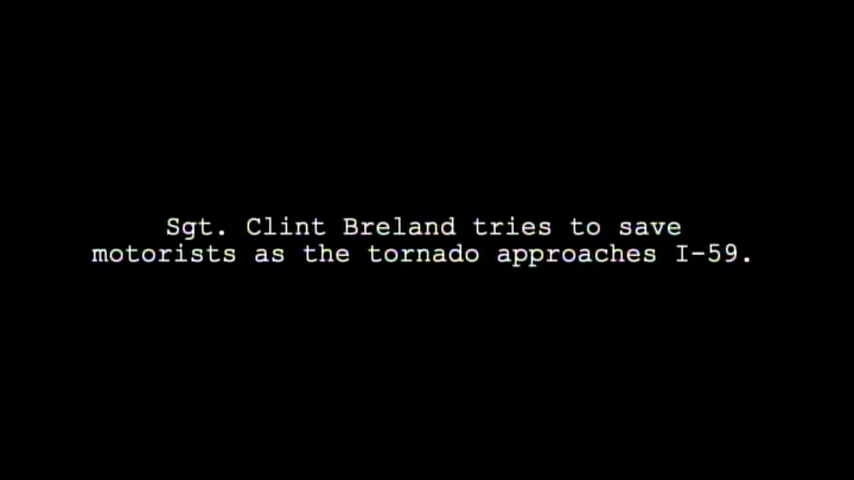 Sgt. Clint Breland tries to save
motorists as the tornado approaches I-59.